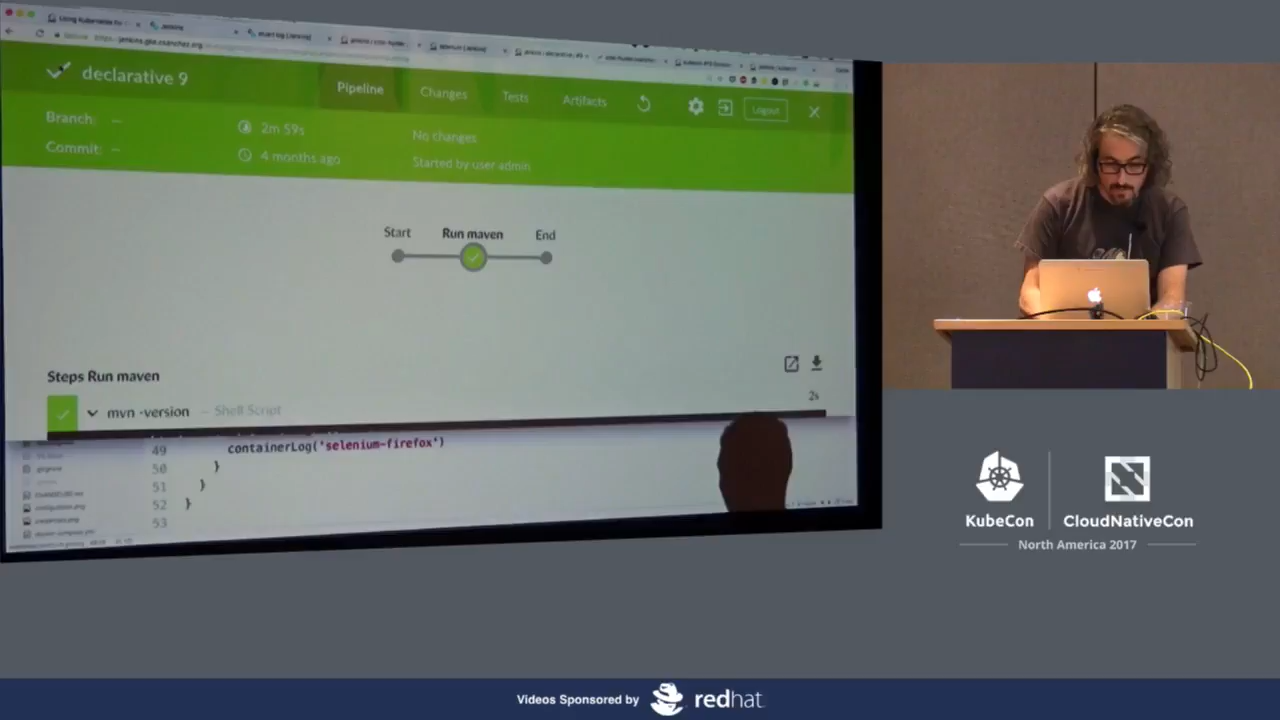 declarative 9
Pipeline
Changes
Tests
Artifacts
Logout
Branch: —
2m 59s
No changes
Commit: —
4 months ago
Started by user admin
Start
Run maven
End
Steps Run maven
2s
mvn -version — Shell Script
49 containerLog('selenium-firefox')
50 }
51 }
52 }
53
KubeCon
CloudNativeCon
North America 2017
Videos Sponsored by
redhat.